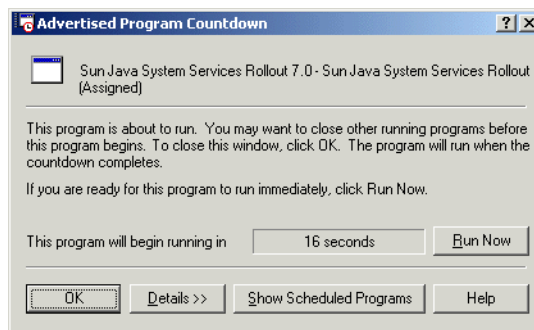 Advertised Program Countdown
Sun Java System Services Rollout 7.0 - Sun Java System Services Rollout
(Assigned)
This program is about to run. You may want to close other running programs before
this program begins. To close this window, click OK. The program will run when the
countdown completes.
If you are ready for this program to run immediately, click Run Now.
This program will begin running in 16 seconds Run Now
OK Details >> Show Scheduled Programs Help